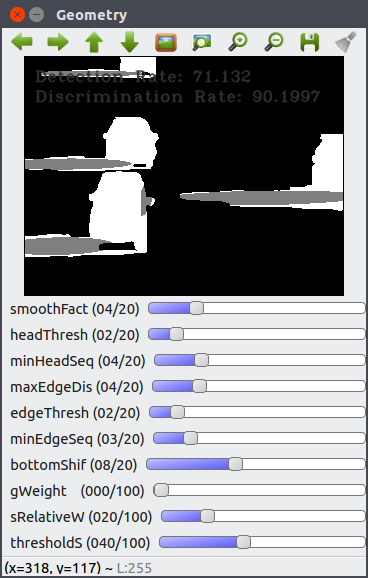 Geometry
Detection Rate: 71.132
Discrimination Rate: 90.1997
smoothFact (04/20)
headThresh (02/20)
minHeadSeq (04/20)
maxEdgeDis (04/20)
edgeThresh (02/20)
minEdgeSeq (03/20)
bottomShif (08/20)
gWeight (000/100)
sRelativeW (020/100)
thresholdS (040/100)
(x=318, y=117) ~ L:255